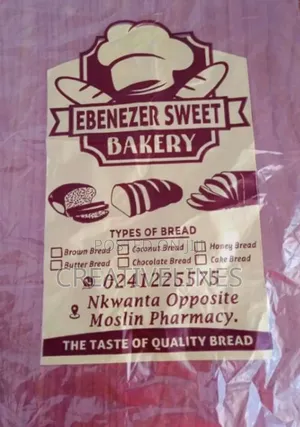 EBENEZER SWEET
BAKERY
TYPES OF BREAD
Brown Bread Coconut Bread Honey Bread
Butter Bread Chocolate Bread Cake Bread
0241225575
Nkwanta Opposite
Moslin Pharmacy.
THE TASTE OF QUALITY BREAD